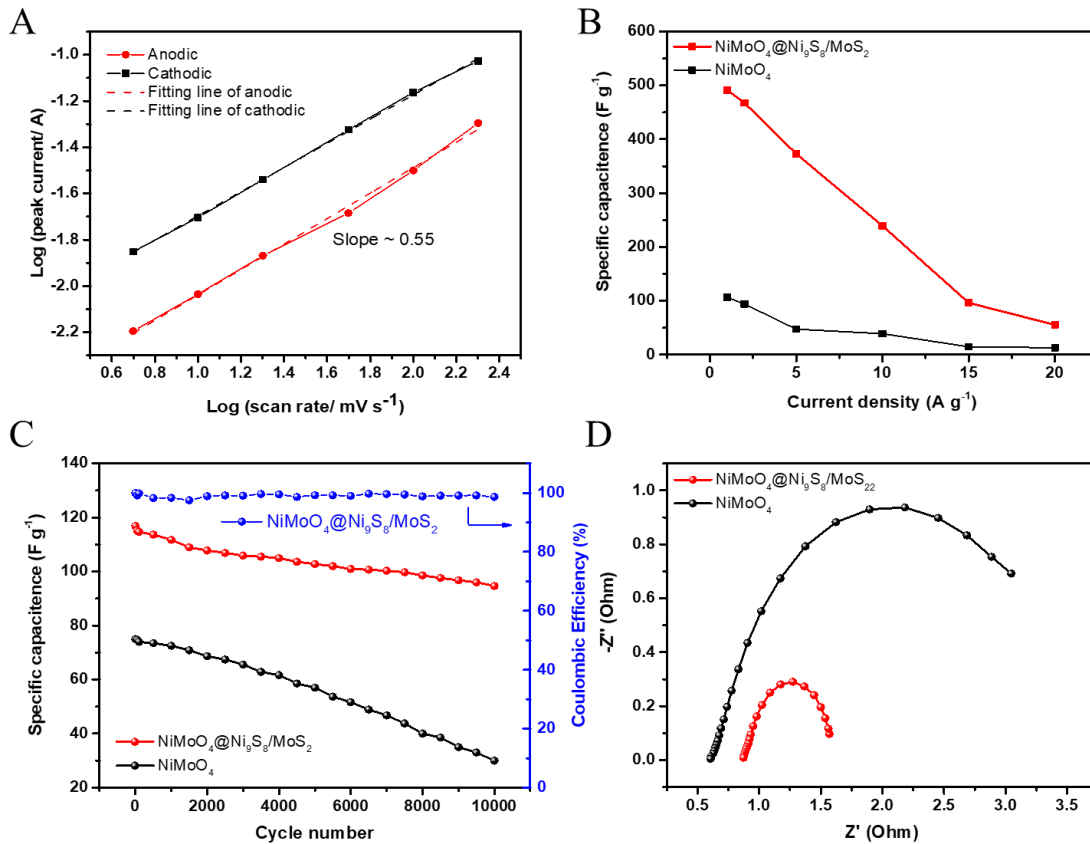 A
Anodic
Cathodic
Fitting line of anodic
Fitting line of cathodic
Slope ~ 0.55
Log (peak current/ A)
-1.0
-1.2
-1.4
-1.6
-1.8
-2.0
-2.2
0.6 0.8 1.0 1.2 1.4 1.6 1.8 2.0 2.2 2.4
Log (scan rate/ mV s⁻¹)
B
NiMoO₄@Ni₉S₈/MoS₂
NiMoO₄
Specific capacitence (F g⁻¹)
600
500
400
300
200
100
0
0 5 10 15 20
Current density (A g⁻¹)
C
NiMoO₄@Ni₉S₈/MoS₂
NiMoO₄@Ni₉S₈/MoS₂
NiMoO₄
Specific capacitence (F g⁻¹)
140
120
100
80
60
40
20
Coulombic Efficiency (%)
100
80
60
40
20
0
0 2000 4000 6000 8000 10000
Cycle number
D
NiMoO₄@Ni₉S₈/MoS₂₂
NiMoO₄
-Z'' (Ohm)
1.0
0.8
0.6
0.4
0.2
0.0
0.5 1.0 1.5 2.0 2.5 3.0 3.5
Z' (Ohm)